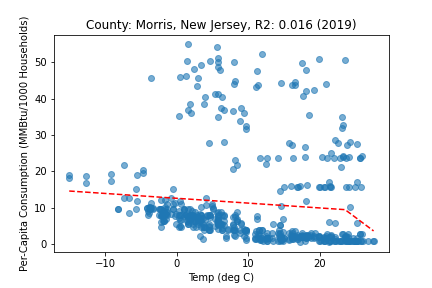 County: Morris, New Jersey, R2: 0.016 (2019)
Per-Capita Consumption (MMBtu/1000 Households)
50
40
30
20
10
0
−10 0 10 20
Temp (deg C)